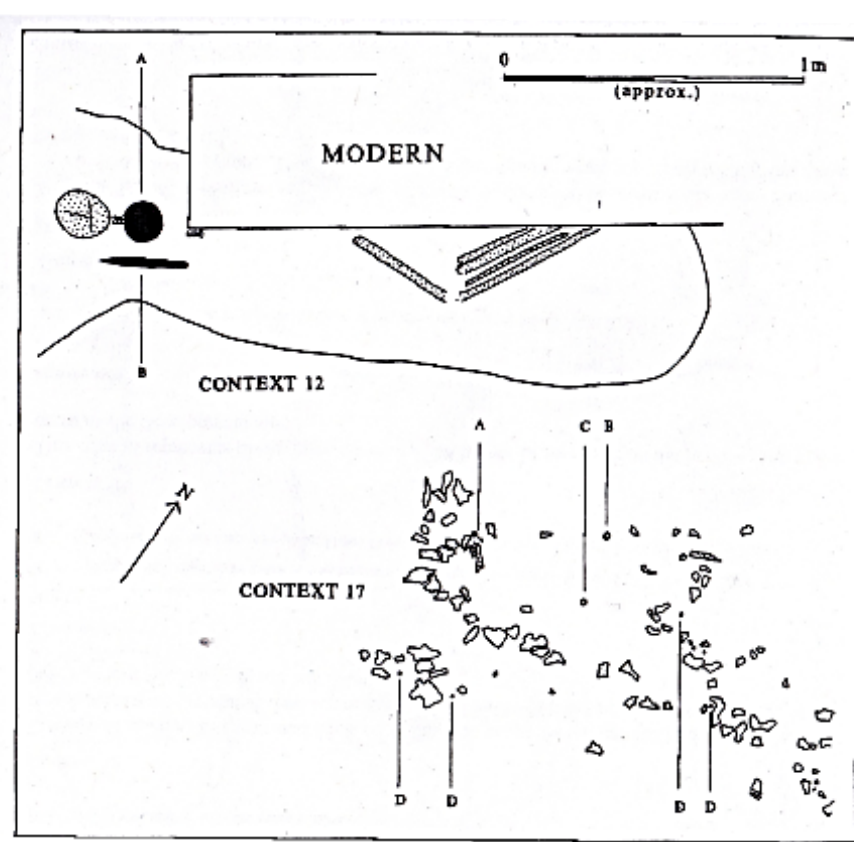 A
0 1m
(approx.)
MODERN
B
CONTEXT 12
A C B
N
CONTEXT 17
D D D D